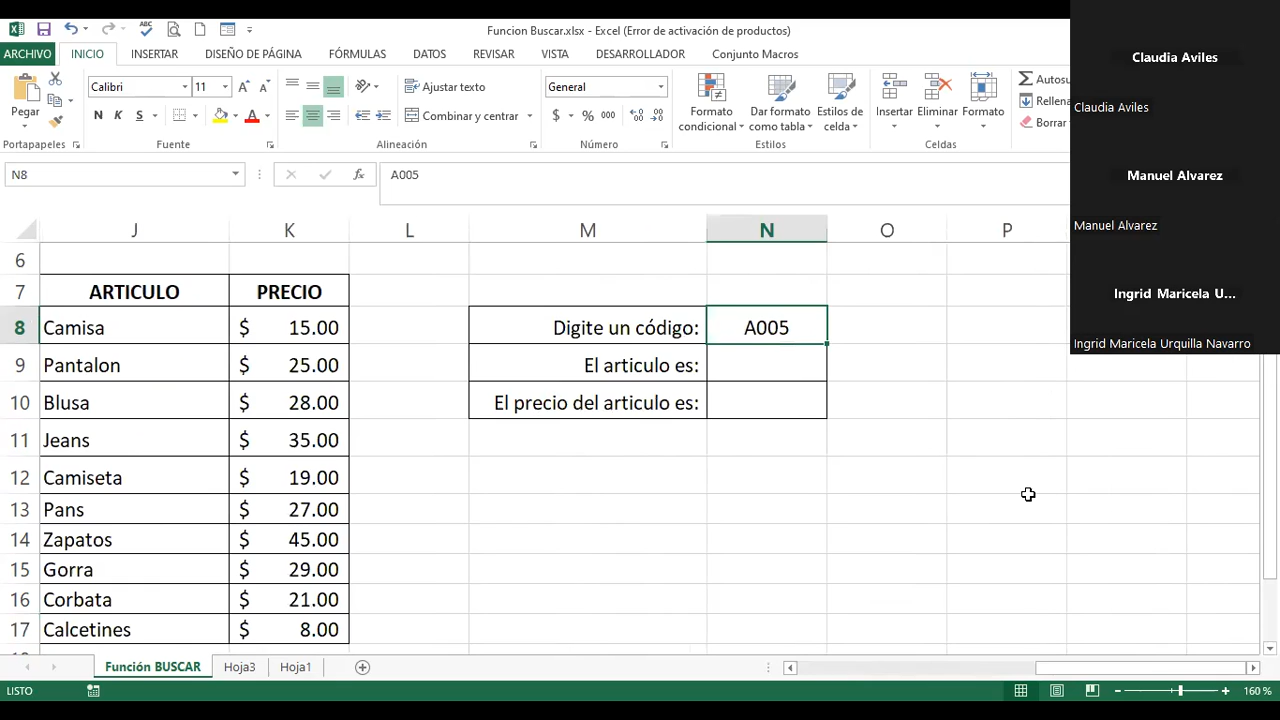 Funcion Buscar.xlsx - Excel (Error de activación de productos)
ARCHIVO INICIO INSERTAR DISEÑO DE PÁGINA FÓRMULAS DATOS REVISAR VISTA DESARROLLADOR Conjunto Macros
Pegar
Calibri 11
N K S
A A
Ajustar texto
Combinar y centrar
General
$ % 000
Formato condicional
Dar formato como tabla
Estilos de celda
Insertar
Eliminar
Formato
Σ Autosu
Rellena
Borrar
Portapapeles Fuente Alineación Número Estilos Celdas
N8 fx A005
J K L M N O P
6
7 ARTICULO PRECIO
8 Camisa $ 15.00 Digite un código: A005
9 Pantalon $ 25.00 El articulo es:
10 Blusa $ 28.00 El precio del articulo es:
11 Jeans $ 35.00
12 Camiseta $ 19.00
13 Pans $ 27.00
14 Zapatos $ 45.00
15 Gorra $ 29.00
16 Corbata $ 21.00
17 Calcetines $ 8.00
Función BUSCAR Hoja3 Hoja1
LISTO 160 %
Claudia Aviles
Claudia Aviles
Manuel Alvarez
Manuel Alvarez
Ingrid Maricela U...
Ingrid Maricela Urquilla Navarro